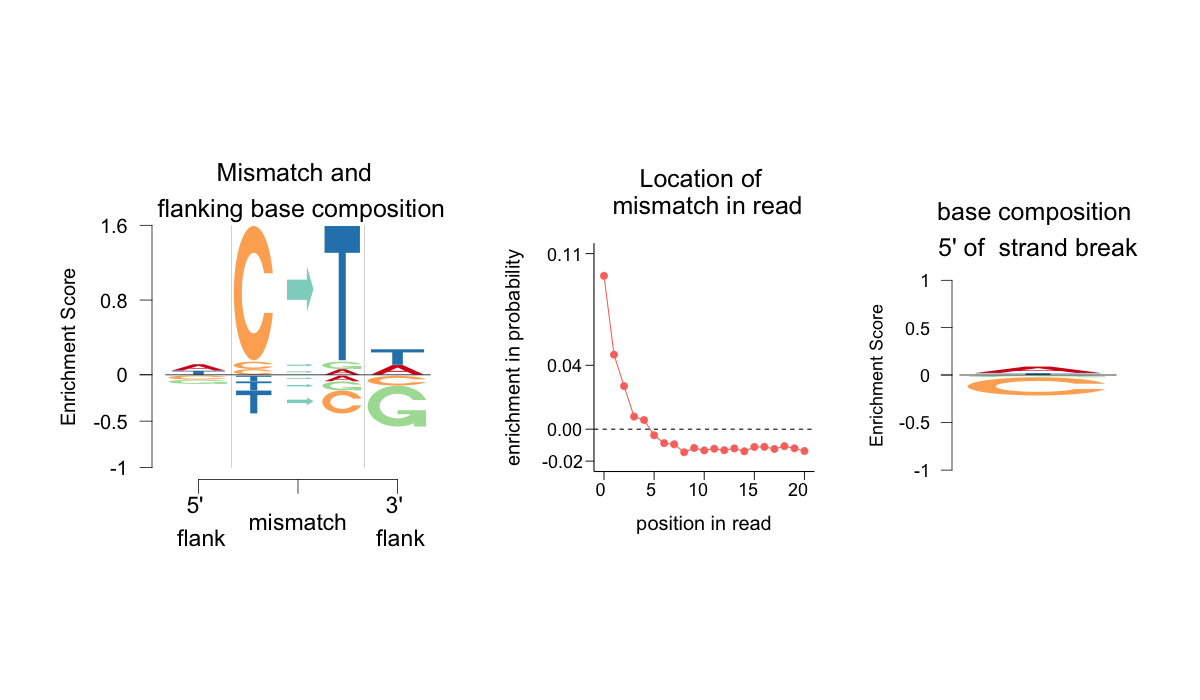 Mismatch and
flanking base composition
1.6
0.8
0
-0.5
-1
Enrichment Score
A
T
C
G
C
T
C
C
T
T
T
G
A
A
G
C
T
A
C
G
5'
flank
mismatch
3'
flank
Location of
mismatch in read
0.11
0.04
0.00
-0.02
enrichment in probability
0
5
10
15
20
position in read
base composition
5' of strand break
1
0.5
0
-0.5
-1
Enrichment Score
A
C